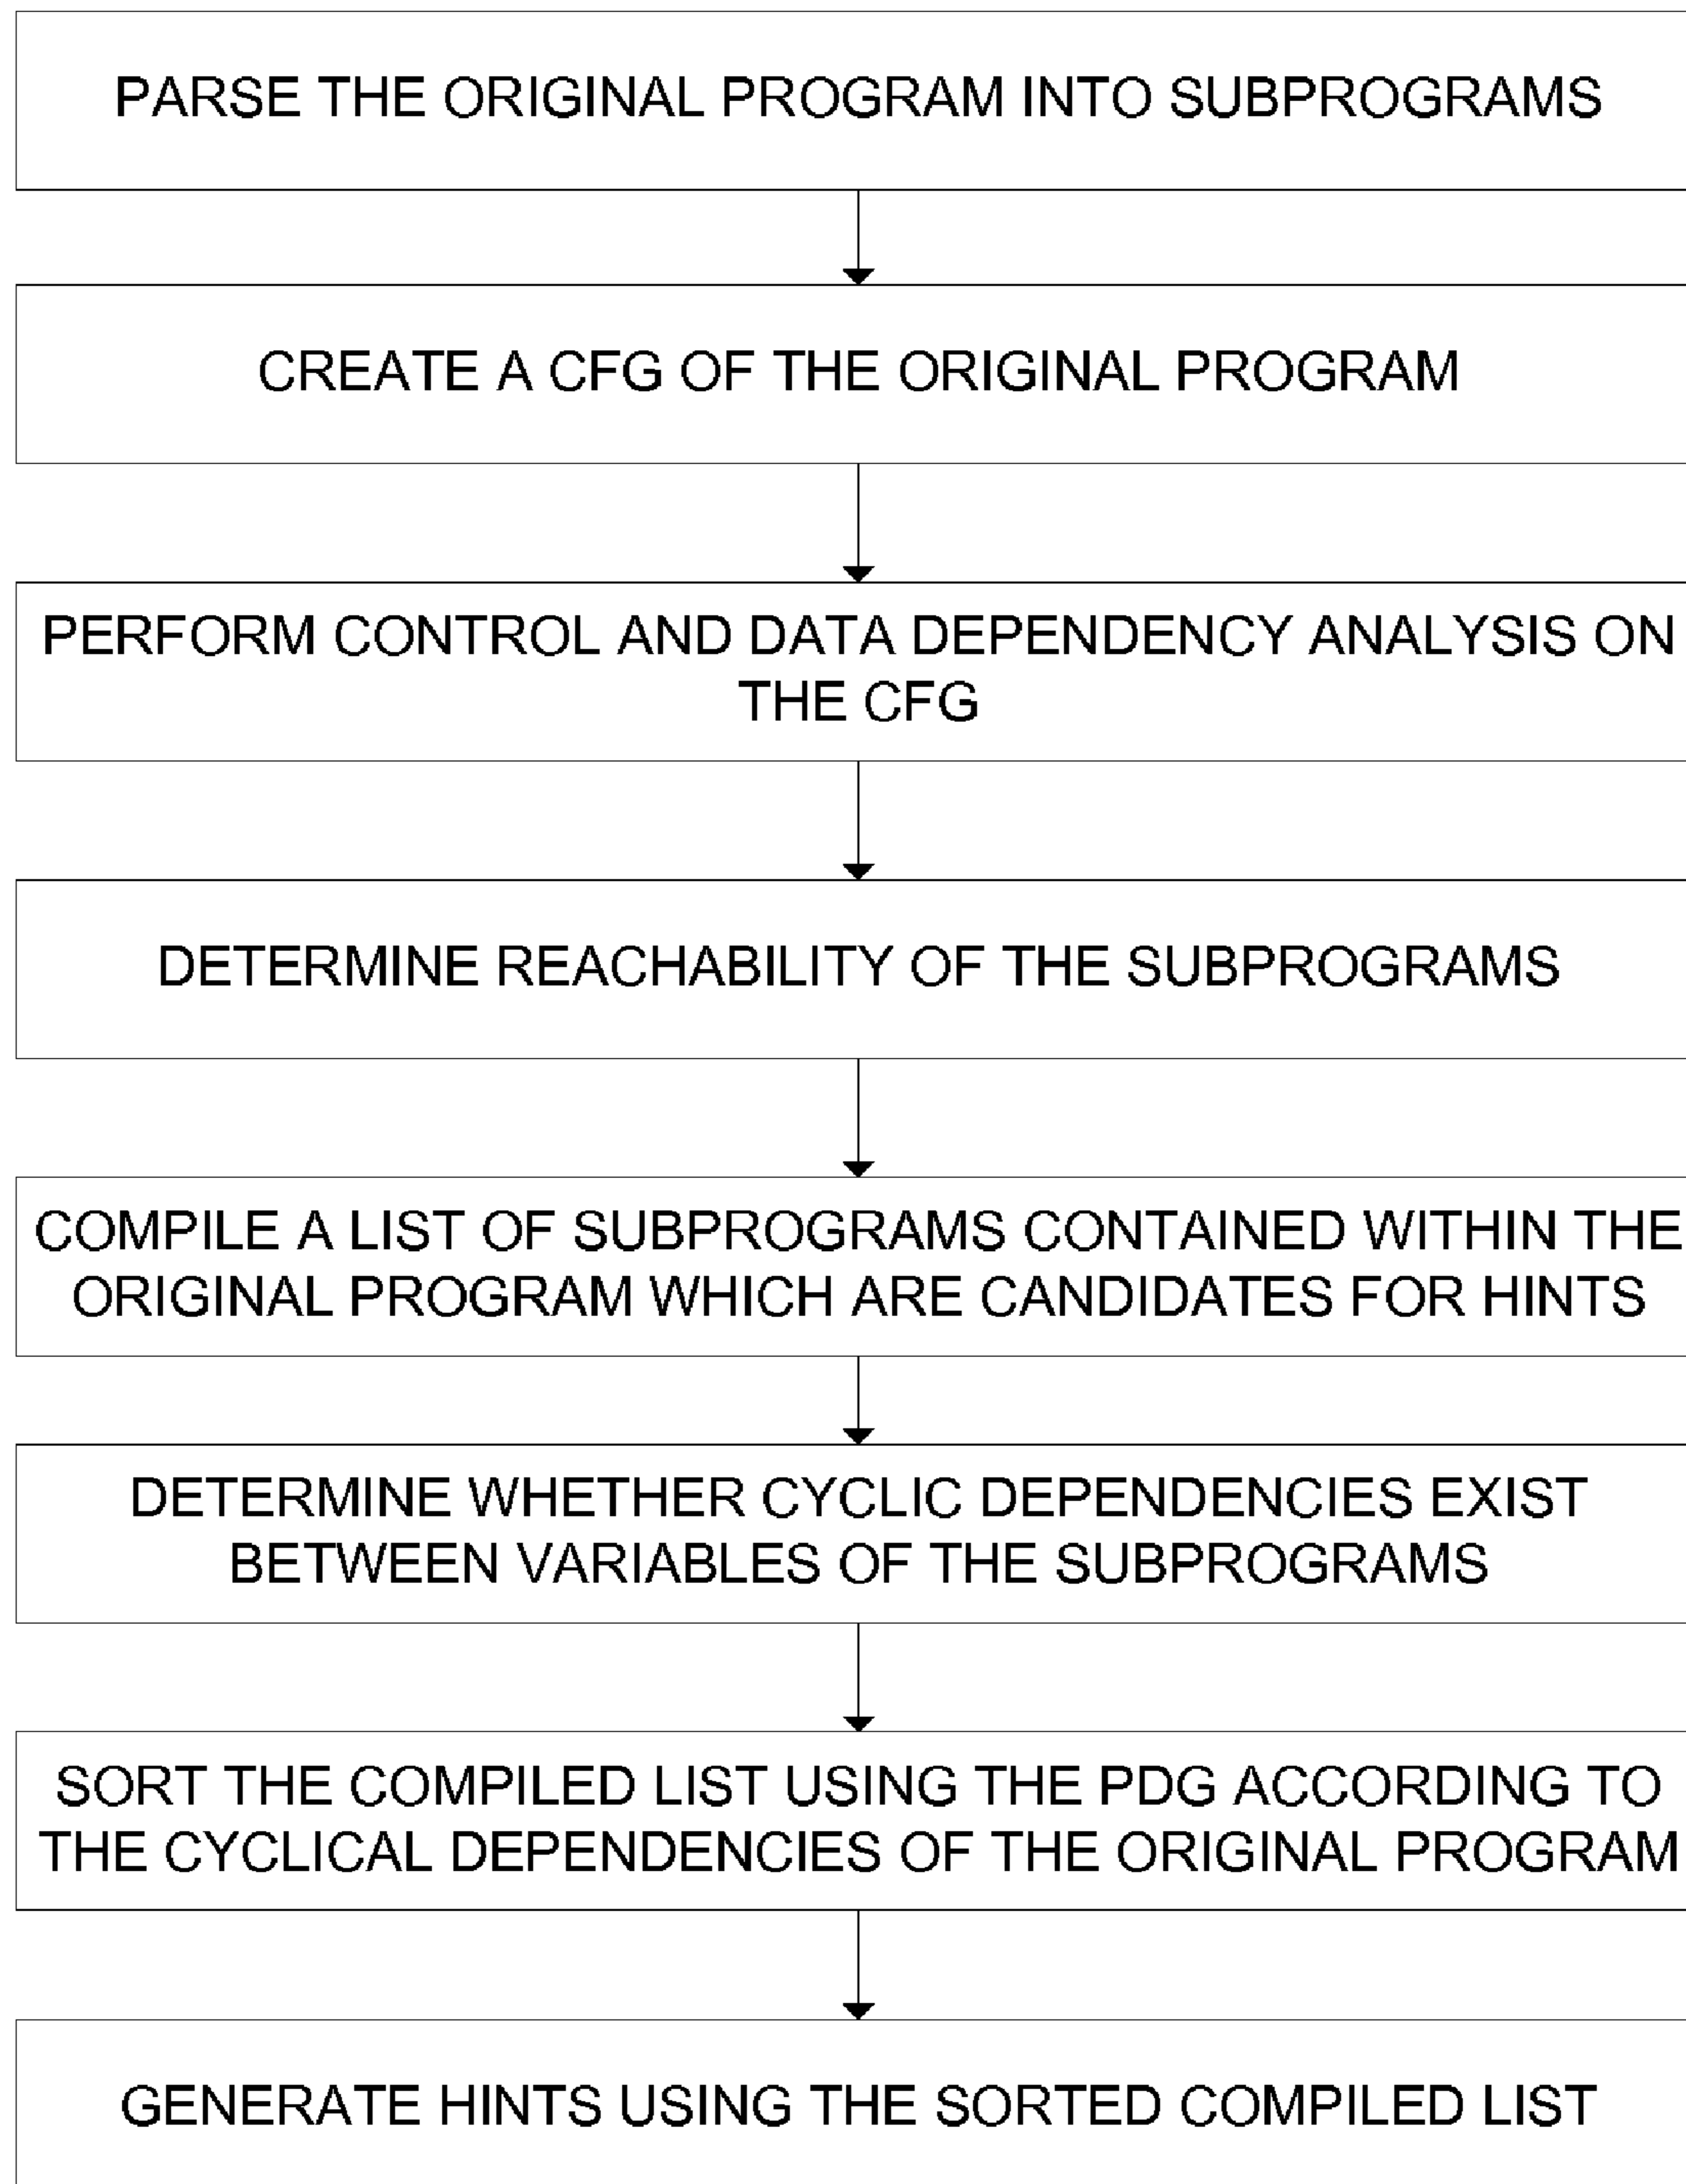 PARSE THE ORIGINAL PROGRAM INTO SUBPROGRAMS
CREATE A CFG OF THE ORIGINAL PROGRAM
PERFORM CONTROL AND DATA DEPENDENCY ANALYSIS ON
THE CFG
DETERMINE REACHABILITY OF THE SUBPROGRAMS
COMPILE A LIST OF SUBPROGRAMS CONTAINED WITHIN THE
ORIGINAL PROGRAM WHICH ARE CANDIDATES FOR HINTS
DETERMINE WHETHER CYCLIC DEPENDENCIES EXIST
BETWEEN VARIABLES OF THE SUBPROGRAMS
SORT THE COMPILED LIST USING THE PDG ACCORDING TO
THE CYCLICAL DEPENDENCIES OF THE ORIGINAL PROGRAM
GENERATE HINTS USING THE SORTED COMPILED LIST